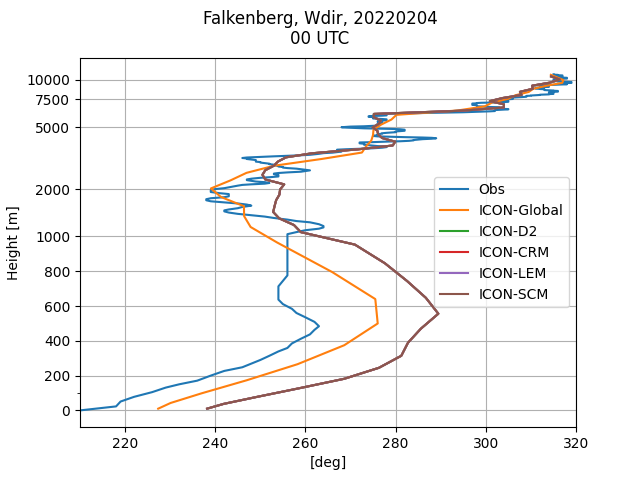 Falkenberg, Wdir, 20220204
00 UTC
10000
7500
5000
2000
1000
800
600
400
200
0
Height [m]
Obs
ICON-Global
ICON-D2
ICON-CRM
ICON-LEM
ICON-SCM
220 240 260 280 300 320
[deg]